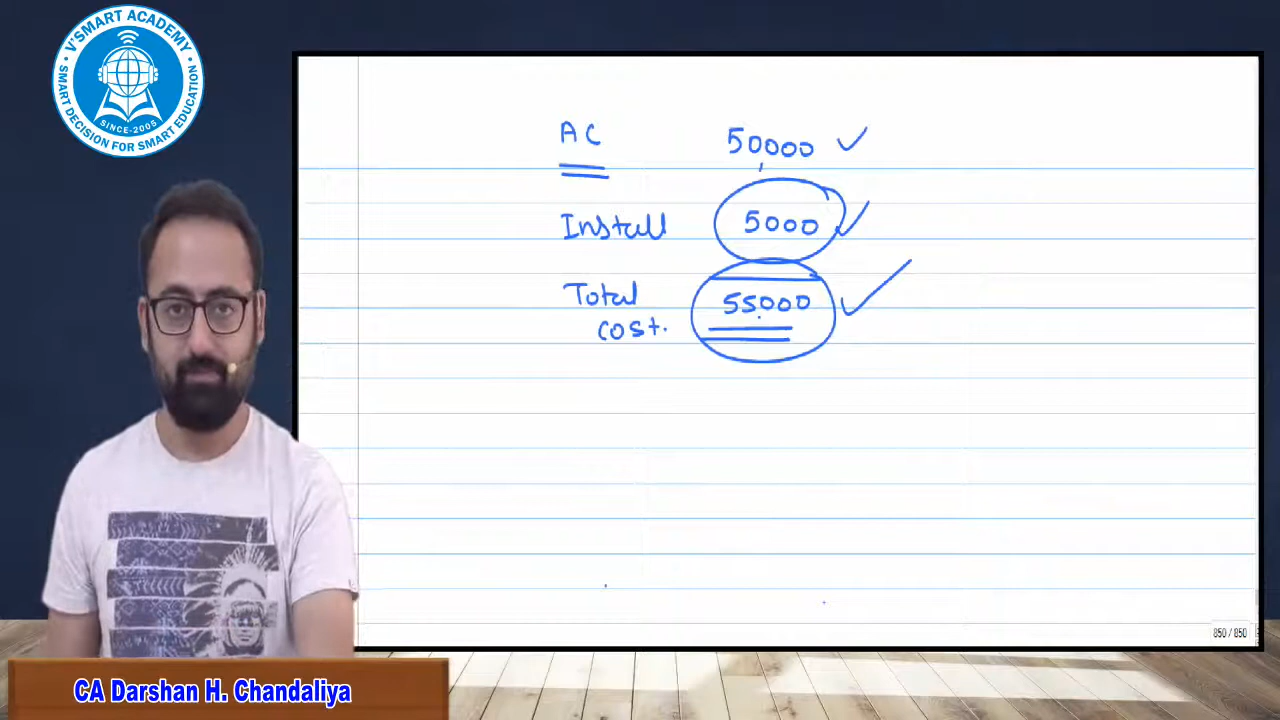 V'SMART ACADEMY
SMART DECISION FOR SMART EDUCATION
SINCE-2005
AC 50000
Install 5000
Total 55000
cost.
850 / 850
CA Darshan H. Chandaliya